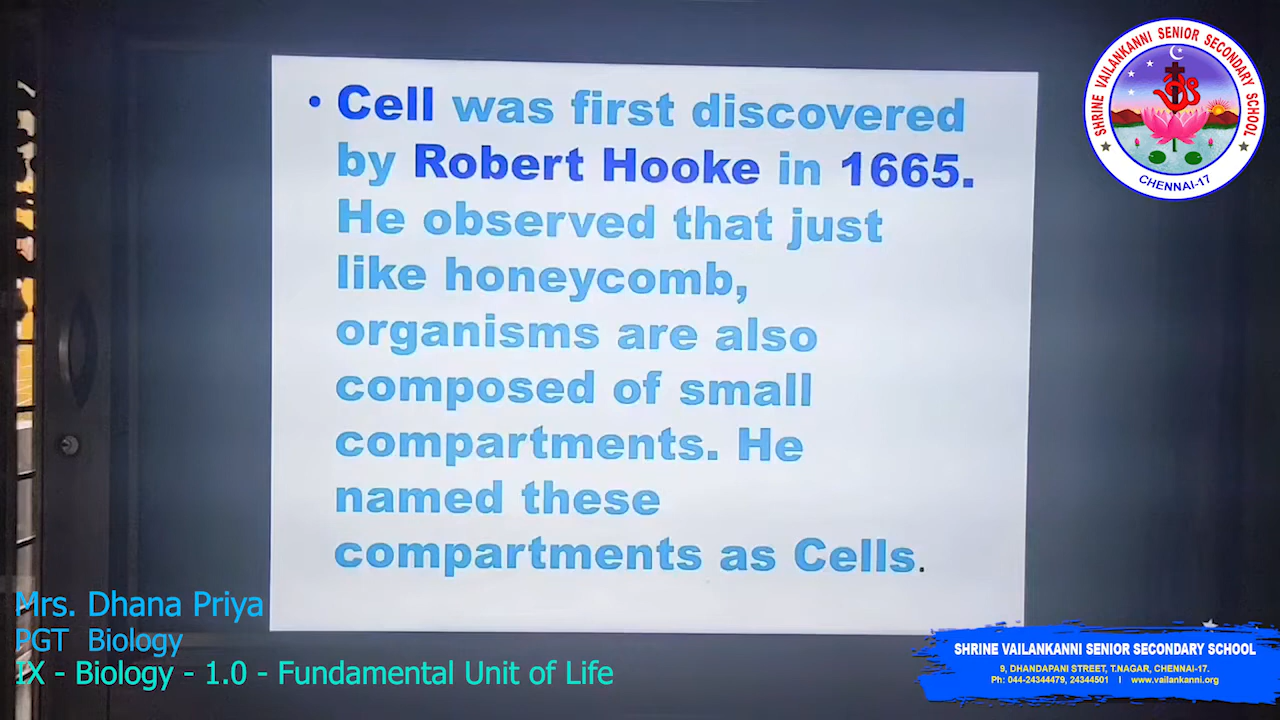 • Cell was first discovered
by Robert Hooke in 1665.
He observed that just
like honeycomb,
organisms are also
composed of small
compartments. He
named these
compartments as Cells.
SHRINE VAILANKANNI SENIOR SECONDARY SCHOOL
CHENNAI-17
Mrs. Dhana Priya
PGT Biology
IX - Biology - 1.0 - Fundamental Unit of Life
SHRINE VAILANKANNI SENIOR SECONDARY SCHOOL
9, DHANDAPANI STREET, T.NAGAR, CHENNAI-17.
Ph: 044-24344479, 24344501 I www.vailankanni.org